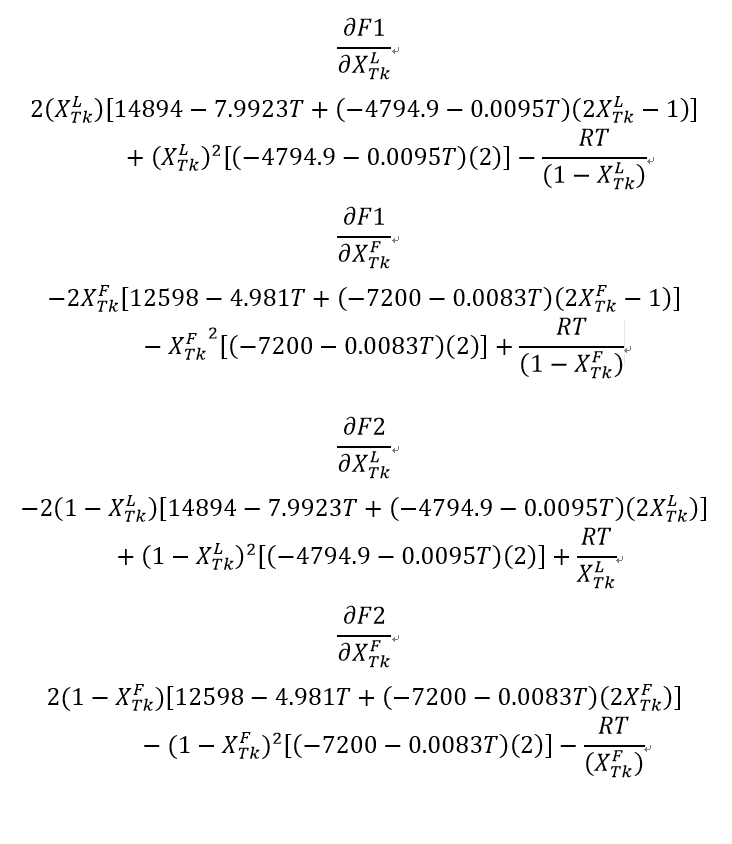 ∂F1
∂X_{Tk}^{L}
2(X_{Tk}^{L})[14894 − 7.9923T + (−4794.9 − 0.0095T)(2X_{Tk}^{L} − 1)]
+ (X_{Tk}^{L})²[(−4794.9 − 0.0095T)(2)] − RT/(1 − X_{Tk}^{L})
∂F1
∂X_{Tk}^{F}
−2X_{Tk}^{F}[12598 − 4.981T + (−7200 − 0.0083T)(2X_{Tk}^{F} − 1)]
− X_{Tk}^{F}²[(−7200 − 0.0083T)(2)] + RT/(1 − X_{Tk}^{F})
∂F2
∂X_{Tk}^{L}
−2(1 − X_{Tk}^{L})[14894 − 7.9923T + (−4794.9 − 0.0095T)(2X_{Tk}^{L})]
+ (1 − X_{Tk}^{L})²[(−4794.9 − 0.0095T)(2)] + RT/X_{Tk}^{L}
∂F2
∂X_{Tk}^{F}
2(1 − X_{Tk}^{F})[12598 − 4.981T + (−7200 − 0.0083T)(2X_{Tk}^{F})]
− (1 − X_{Tk}^{F})²[(−7200 − 0.0083T)(2)] − RT/(X_{Tk}^{F})